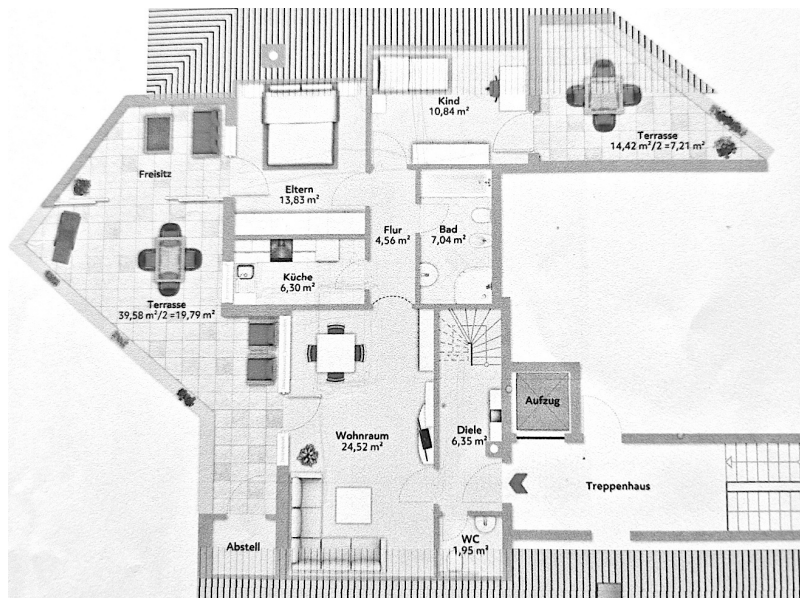 Kind
10,84 m²
Terrasse
14,42 m²/2 =7,21 m²
Freisitz
Eltern
13,83 m²
Flur
4,56 m²
Bad
7,04 m²
Küche
6,30 m²
Terrasse
39,58 m²/2 =19,79 m²
Aufzug
Wohnraum
24,52 m²
Diele
6,35 m²
Treppenhaus
WC
1,95 m²
Abstell